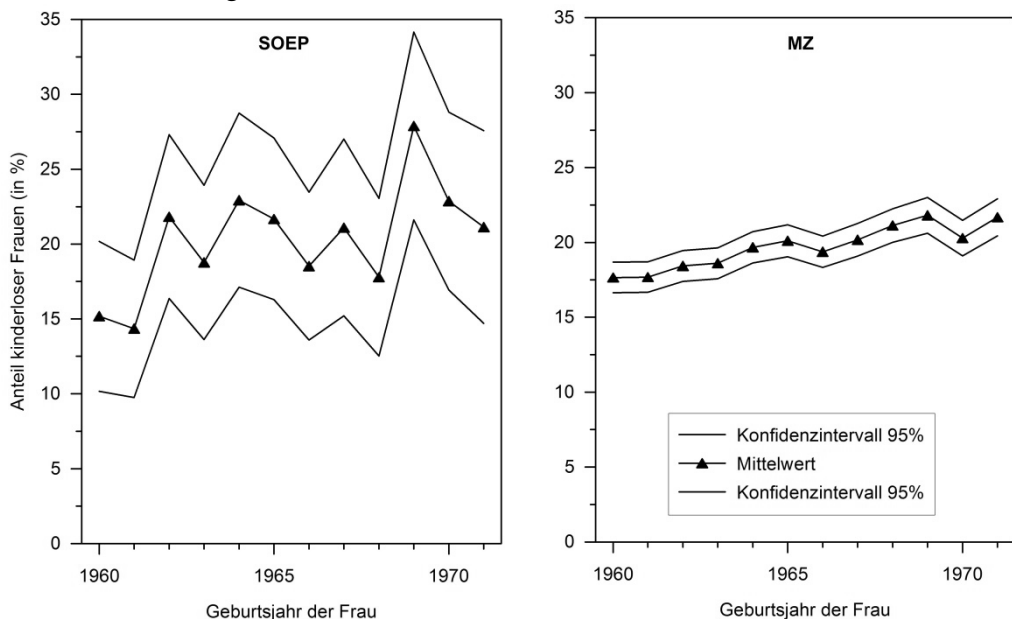 SOEP
35
30
25
20
15
10
5
0
Anteil kinderloser Frauen (in %)
1960
1965
1970
Geburtsjahr der Frau
MZ
35
30
25
20
15
10
5
0
Konfidenzintervall 95%
Mittelwert
Konfidenzintervall 95%
1960
1965
1970
Geburtsjahr der Frau